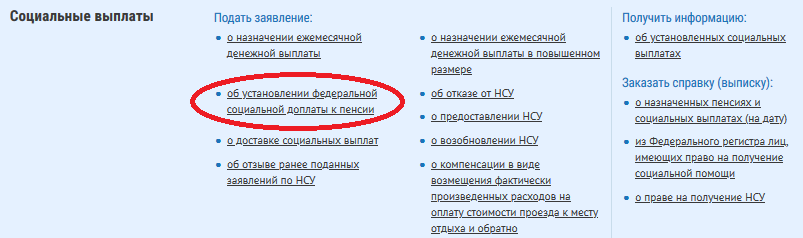 Социальные выплаты
Подать заявление:
о назначении ежемесячной
денежной выплаты
об установлении федеральной
социальной доплаты к пенсии
о доставке социальных выплат
об отзыве ранее поданных
заявлений по НСУ
о назначении ежемесячной
денежной выплаты в повышенном
размере
об отказе от НСУ
о предоставлении НСУ
о возобновлении НСУ
о компенсации в виде
возмещения фактически
произведенных расходов на
оплату стоимости проезда к месту
отдыха и обратно
Получить информацию:
об установленных социальных
выплатах
Заказать справку (выписку):
о назначенных пенсиях и
социальных выплатах (на дату)
из Федерального регистра лиц,
имеющих право на получение
социальной помощи
о праве на получение НСУ